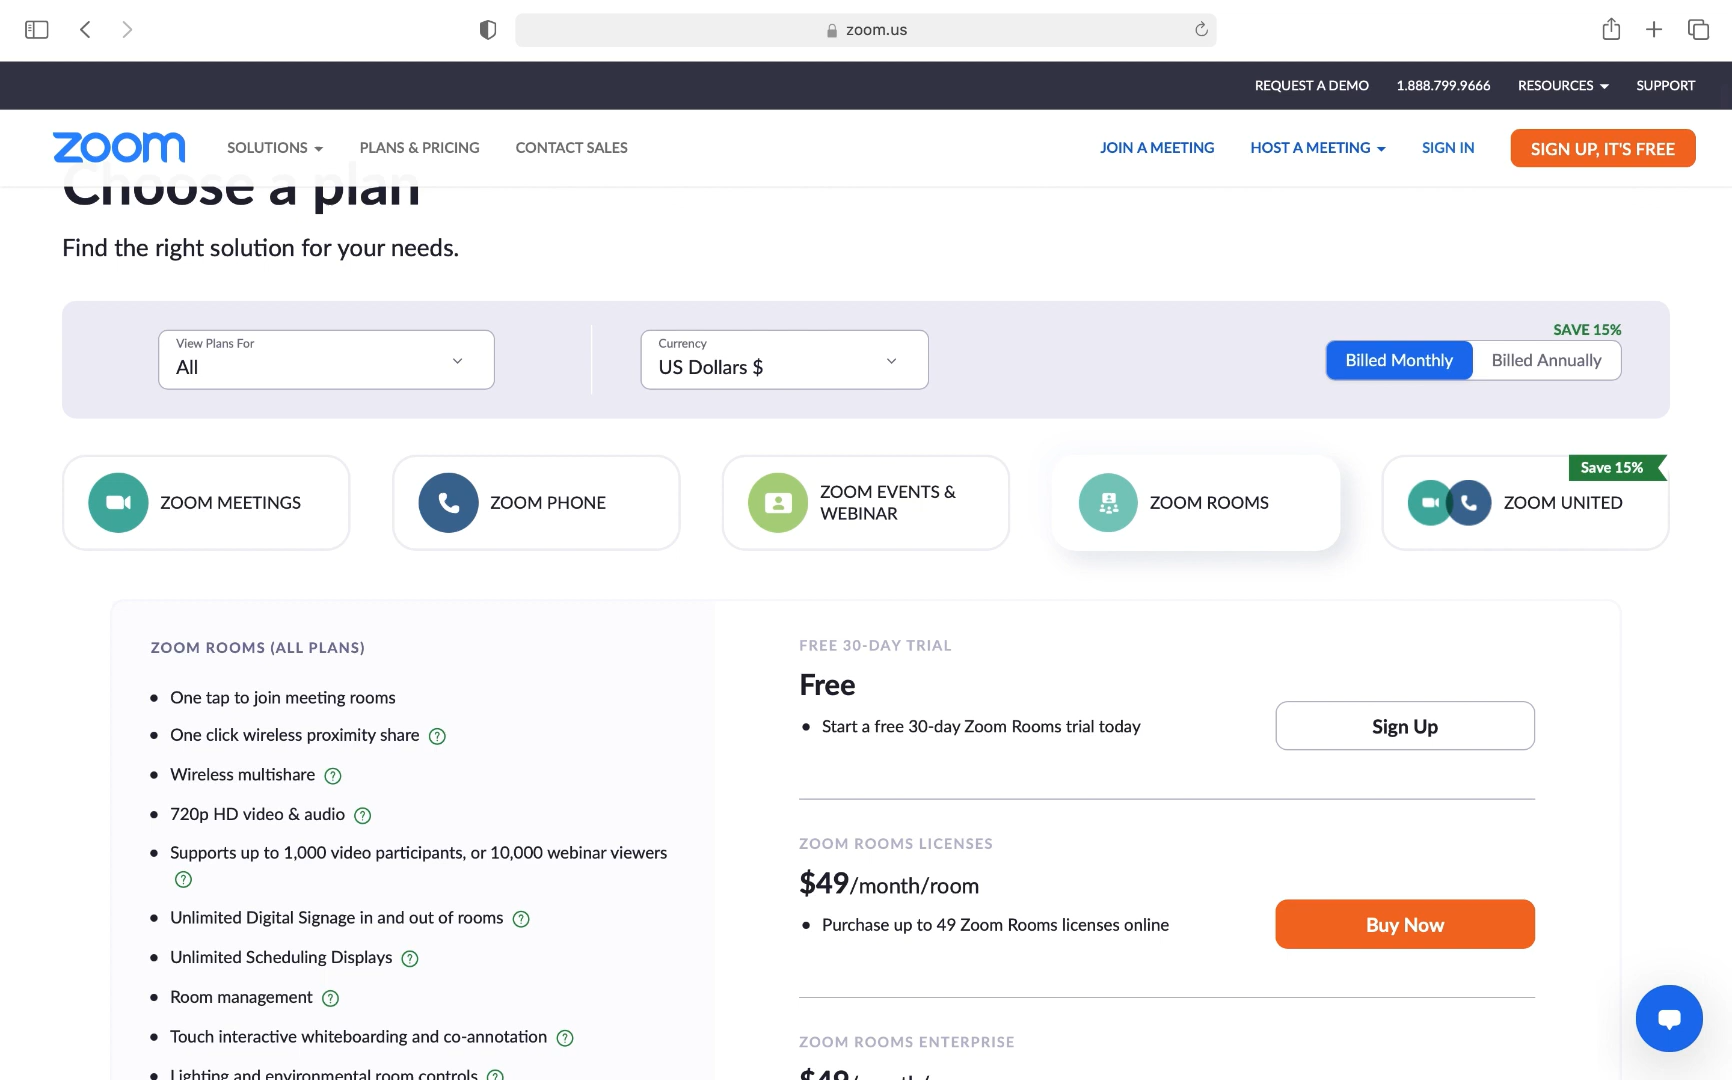 zoom.us
REQUEST A DEMO 1.888.799.9666 RESOURCES SUPPORT
zoom SOLUTIONS PLANS & PRICING CONTACT SALES JOIN A MEETING HOST A MEETING SIGN IN SIGN UP, IT'S FREE
Choose a plan
Find the right solution for your needs.
SAVE 15%
View Plans For
All
Currency
US Dollars $
Billed Monthly Billed Annually
Save 15%
ZOOM MEETINGS
ZOOM PHONE
ZOOM EVENTS &
WEBINAR
ZOOM ROOMS
ZOOM UNITED
ZOOM ROOMS (ALL PLANS)
One tap to join meeting rooms
One click wireless proximity share ?
Wireless multishare ?
720p HD video & audio ?
Supports up to 1,000 video participants, or 10,000 webinar viewers
?
Unlimited Digital Signage in and out of rooms ?
Unlimited Scheduling Displays ?
Room management ?
Touch interactive whiteboarding and co-annotation ?
Lighting and environmental room controls ?
FREE 30-DAY TRIAL
Free
Start a free 30-day Zoom Rooms trial today
Sign Up
ZOOM ROOMS LICENSES
$49/month/room
Purchase up to 49 Zoom Rooms licenses online
Buy Now
ZOOM ROOMS ENTERPRISE
$49/month/